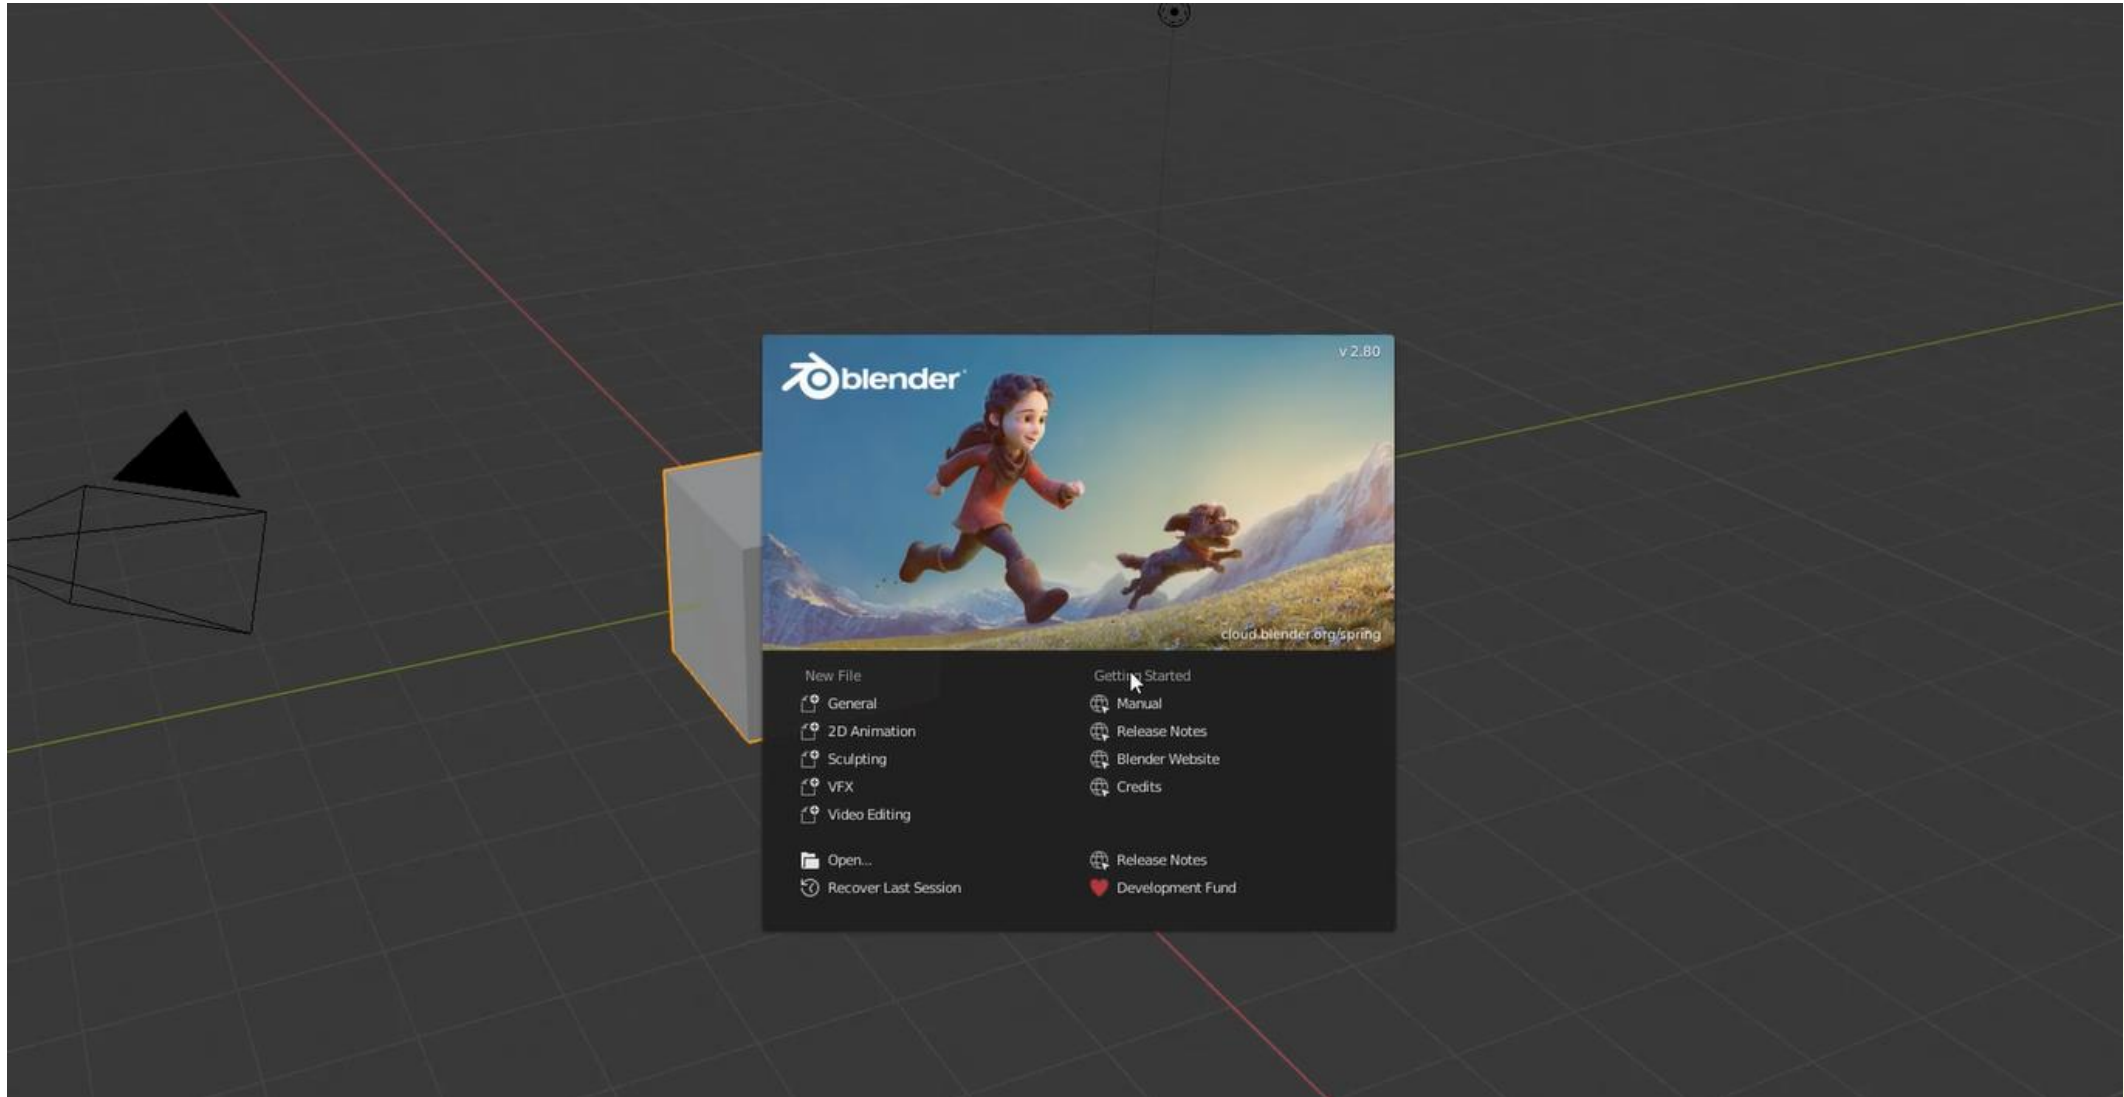 blender
v 2.80
cloud.blender.org/spring
New File
General
2D Animation
Sculpting
VFX
Video Editing
Open...
Recover Last Session
Getting Started
Manual
Release Notes
Blender Website
Credits
Release Notes
Development Fund